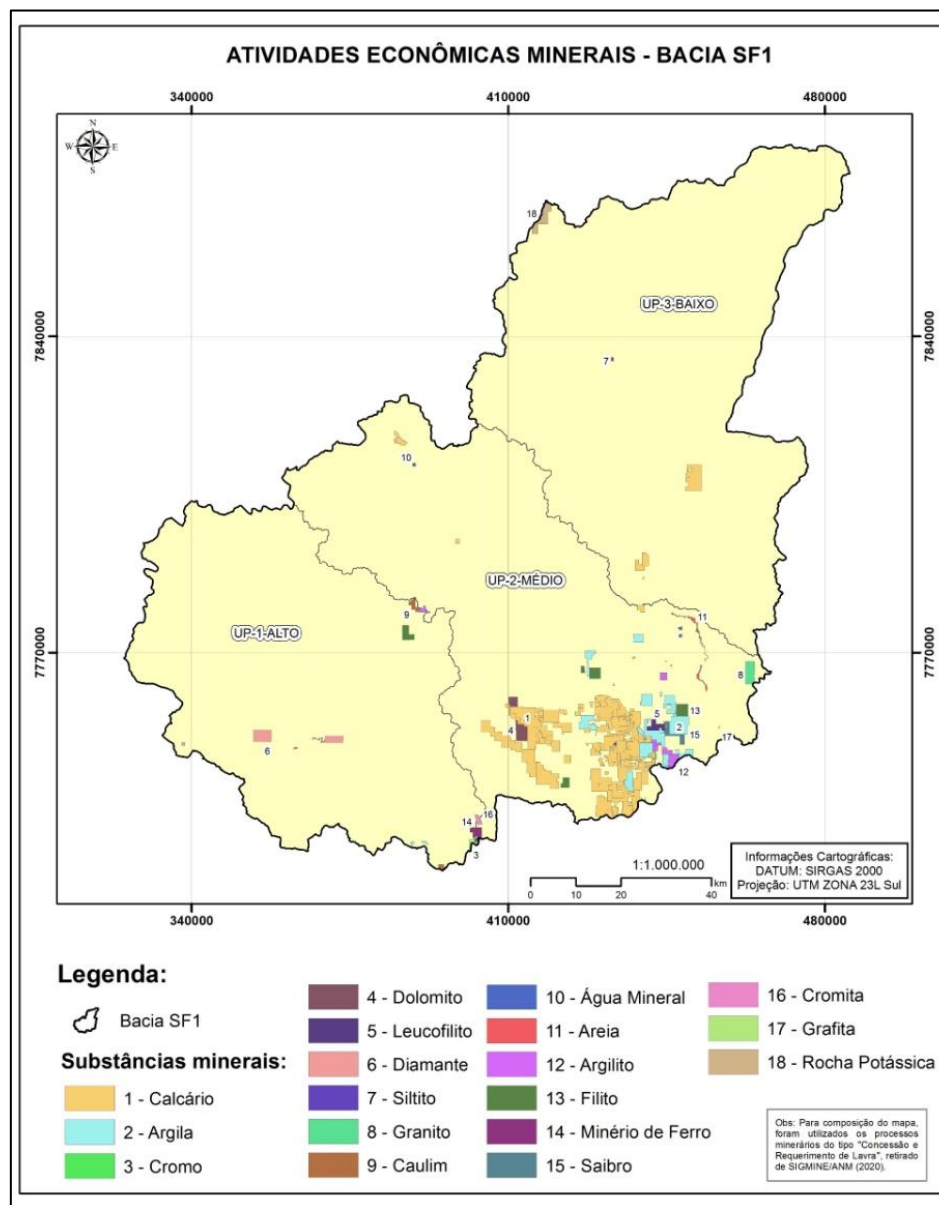 ATIVIDADES ECONÔMICAS MINERAIS - BACIA SF1
340000 410000 480000
N
W E
S
18
UP-3-BAIXO
7840000 7840000
7
10
UP-2-MÉDIO
9
11
UP-1-ALTO
7770000 7770000
8
1
5
13
4
2
15
17
6
12
16
14
3
1:1.000.000
km
0 10 20 40
Informações Cartográficas:
DATUM: SIRGAS 2000
Projeção: UTM ZONA 23L Sul
340000 410000 480000
Legenda:
Bacia SF1
Substâncias minerais:
1 - Calcário
2 - Argila
3 - Cromo
4 - Dolomito
5 - Leucofilito
6 - Diamante
7 - Siltito
8 - Granito
9 - Caulim
10 - Água Mineral
11 - Areia
12 - Argilito
13 - Filito
14 - Minério de Ferro
15 - Saibro
16 - Cromita
17 - Grafita
18 - Rocha Potássica
Obs: Para composição do mapa,
foram utilizados os processos
minerários do tipo "Concessão e
Requerimento de Lavra", retirado
de SIGMINE/ANM (2020).